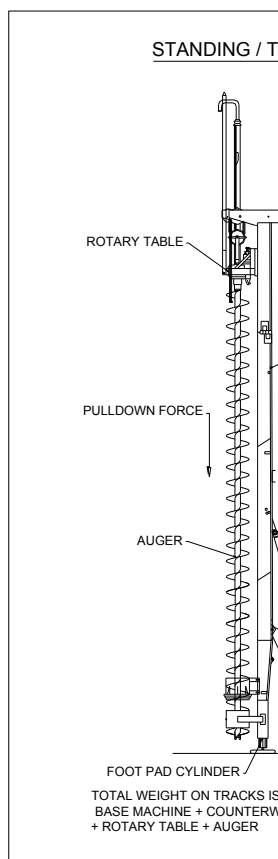 STANDING / T
ROTARY TABLE
PULLDOWN FORCE
AUGER
FOOT PAD CYLINDER
TOTAL WEIGHT ON TRACKS IS
BASE MACHINE + COUNTERW
+ ROTARY TABLE + AUGER